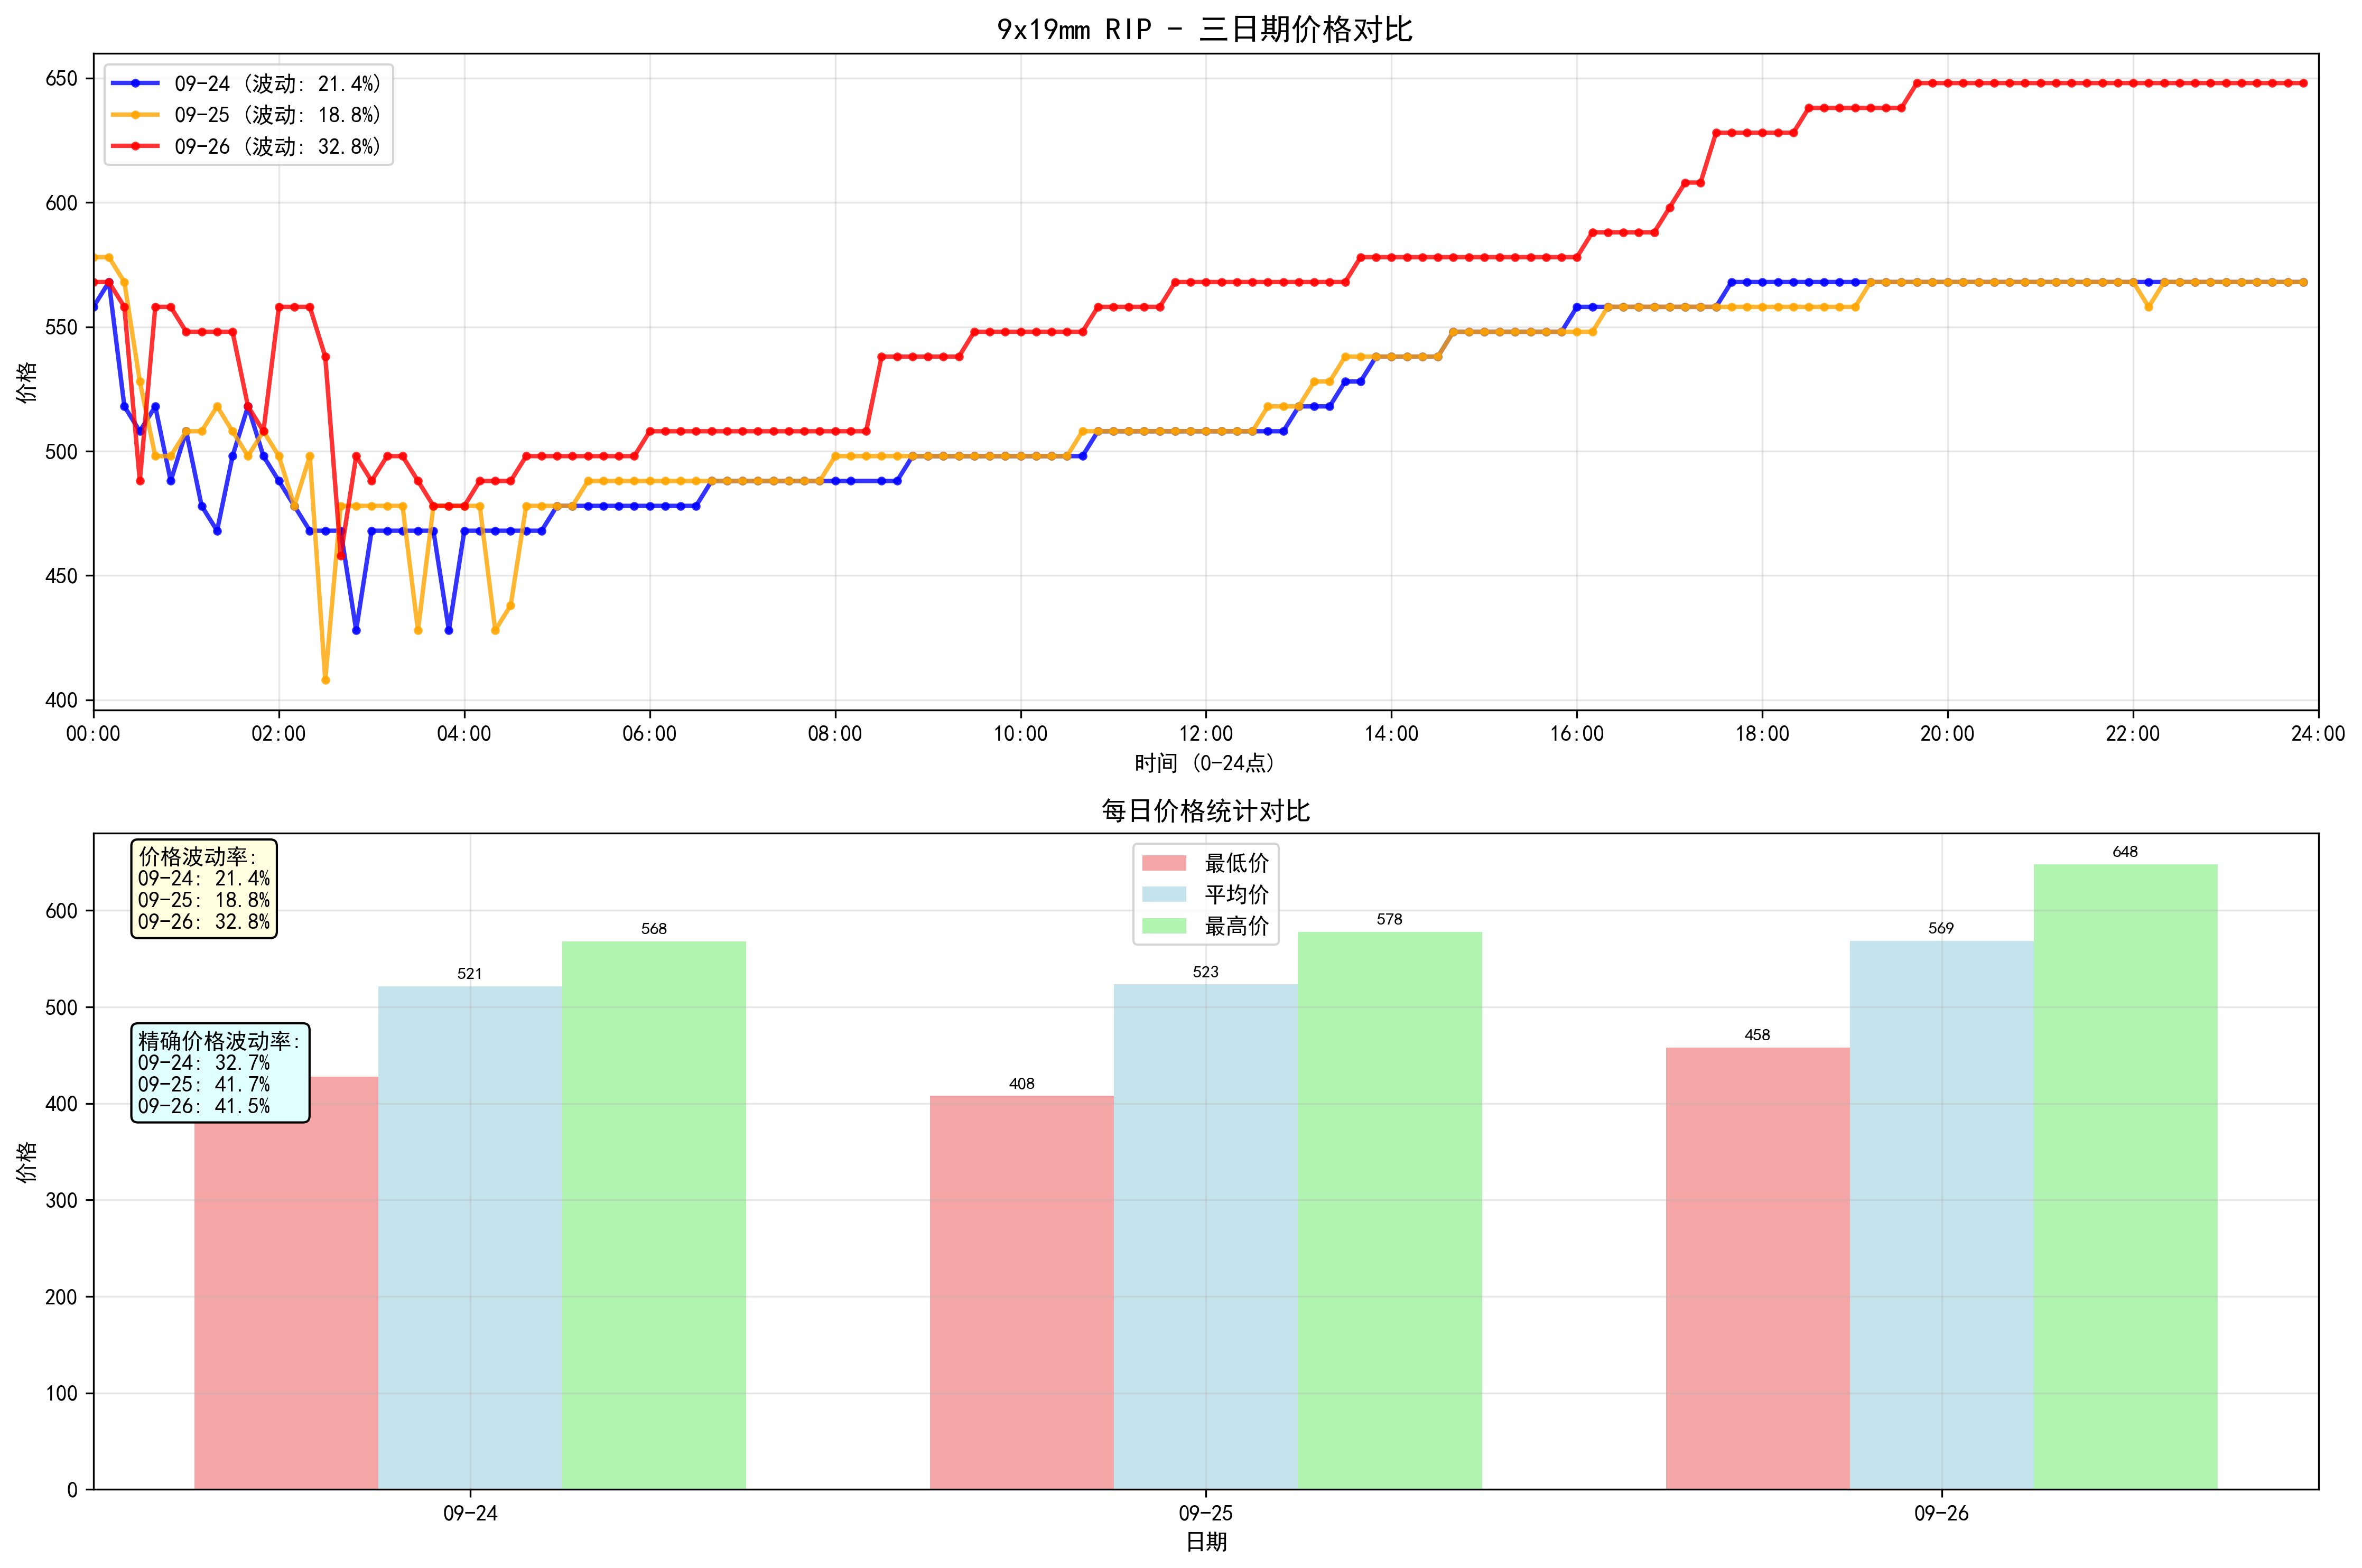 9x19mm RIP - 三日期价格对比
09-24 (波动: 21.4%)
09-25 (波动: 18.8%)
09-26 (波动: 32.8%)
650
600
550
500
450
400
价格
00:00 02:00 04:00 06:00 08:00 10:00 12:00 14:00 16:00 18:00 20:00 22:00 24:00
时间 (0-24点)
每日价格统计对比
价格波动率:
09-24: 21.4%
09-25: 18.8%
09-26: 32.8%
精确价格波动率:
09-24: 32.7%
09-25: 41.7%
09-26: 41.5%
最低价
平均价
最高价
521
568
408
523
578
458
569
648
600
500
400
300
200
100
0
价格
09-24 09-25 09-26
日期